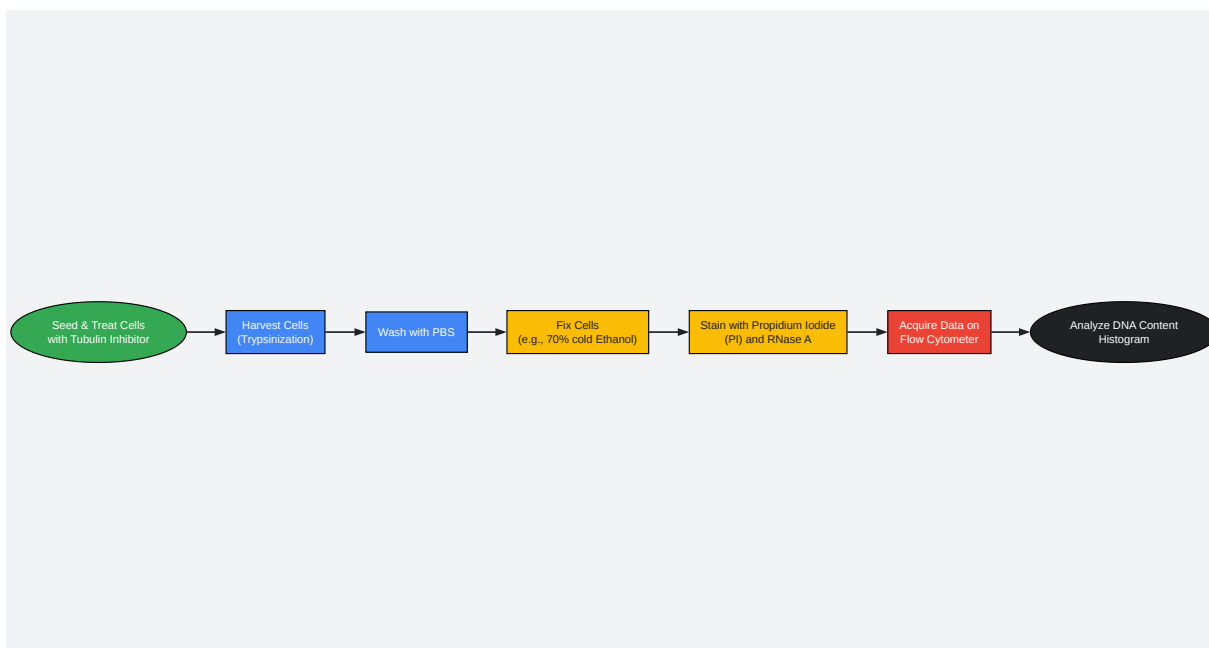 Seed & Treat Cells
with Tubulin Inhibitor
Harvest Cells
(Trypsinization)
Wash with PBS
Fix Cells
(e.g., 70% cold Ethanol)
Stain with Propidium Iodide
(PI) and RNase A
Acquire Data on
Flow Cytometer
Analyze DNA Content
Histogram